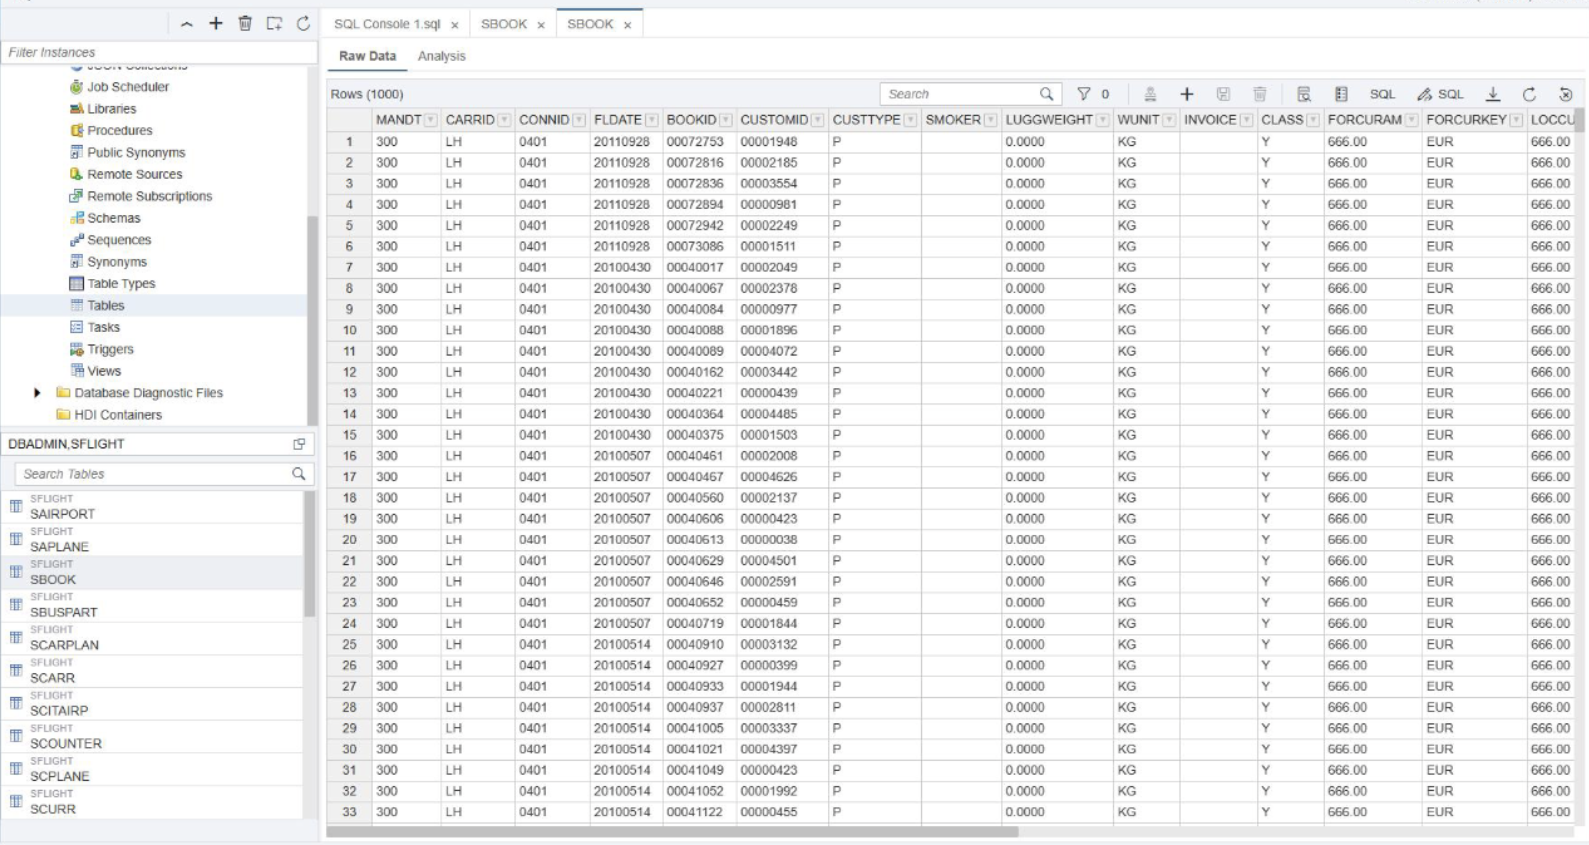 SQL Console 1.sql × SBOOK × SBOOK ×
Filter Instances
JSON Collections
Job Scheduler
Libraries
Procedures
Public Synonyms
Remote Sources
Remote Subscriptions
Schemas
Sequences
Synonyms
Table Types
Tables
Tasks
Triggers
Views
Database Diagnostic Files
HDI Containers
DBADMIN,SFLIGHT
Search Tables
SFLIGHT
SAIRPORT
SFLIGHT
SAPLANE
SFLIGHT
SBOOK
SFLIGHT
SBUSPART
SFLIGHT
SCARPLAN
SFLIGHT
SCARR
SFLIGHT
SCITAIRP
SFLIGHT
SCOUNTER
SFLIGHT
SCPLANE
SFLIGHT
SCURR
Raw Data Analysis
Rows (1000) Search 0 SQL SQL
MANDT CARRID CONNID FLDATE BOOKID CUSTOMID CUSTTYPE SMOKER LUGGWEIGHT WUNIT INVOICE CLASS FORCURAM FORCURKEY LOCCU
1 300 LH 0401 20110928 00072753 00001948 P 0.0000 KG Y 666.00 EUR 666.00
2 300 LH 0401 20110928 00072816 00002185 P 0.0000 KG Y 666.00 EUR 666.00
3 300 LH 0401 20110928 00072836 00003554 P 0.0000 KG Y 666.00 EUR 666.00
4 300 LH 0401 20110928 00072894 00000981 P 0.0000 KG Y 666.00 EUR 666.00
5 300 LH 0401 20110928 00072942 00002249 P 0.0000 KG Y 666.00 EUR 666.00
6 300 LH 0401 20110928 00073086 00001511 P 0.0000 KG Y 666.00 EUR 666.00
7 300 LH 0401 20100430 00040017 00002049 P 0.0000 KG Y 666.00 EUR 666.00
8 300 LH 0401 20100430 00040067 00002378 P 0.0000 KG Y 666.00 EUR 666.00
9 300 LH 0401 20100430 00040084 00000977 P 0.0000 KG Y 666.00 EUR 666.00
10 300 LH 0401 20100430 00040088 00001896 P 0.0000 KG Y 666.00 EUR 666.00
11 300 LH 0401 20100430 00040089 00004072 P 0.0000 KG Y 666.00 EUR 666.00
12 300 LH 0401 20100430 00040162 00003442 P 0.0000 KG Y 666.00 EUR 666.00
13 300 LH 0401 20100430 00040221 00000439 P 0.0000 KG Y 666.00 EUR 666.00
14 300 LH 0401 20100430 00040364 00004485 P 0.0000 KG Y 666.00 EUR 666.00
15 300 LH 0401 20100430 00040375 00001503 P 0.0000 KG Y 666.00 EUR 666.00
16 300 LH 0401 20100507 00040461 00002008 P 0.0000 KG Y 666.00 EUR 666.00
17 300 LH 0401 20100507 00040467 00004626 P 0.0000 KG Y 666.00 EUR 666.00
18 300 LH 0401 20100507 00040560 00002137 P 0.0000 KG Y 666.00 EUR 666.00
19 300 LH 0401 20100507 00040606 00000423 P 0.0000 KG Y 666.00 EUR 666.00
20 300 LH 0401 20100507 00040613 00000038 P 0.0000 KG Y 666.00 EUR 666.00
21 300 LH 0401 20100507 00040629 00004501 P 0.0000 KG Y 666.00 EUR 666.00
22 300 LH 0401 20100507 00040646 00002591 P 0.0000 KG Y 666.00 EUR 666.00
23 300 LH 0401 20100507 00040652 00000459 P 0.0000 KG Y 666.00 EUR 666.00
24 300 LH 0401 20100507 00040719 00001844 P 0.0000 KG Y 666.00 EUR 666.00
25 300 LH 0401 20100514 00040910 00003132 P 0.0000 KG Y 666.00 EUR 666.00
26 300 LH 0401 20100514 00040927 00000399 P 0.0000 KG Y 666.00 EUR 666.00
27 300 LH 0401 20100514 00040933 00001944 P 0.0000 KG Y 666.00 EUR 666.00
28 300 LH 0401 20100514 00040937 00002811 P 0.0000 KG Y 666.00 EUR 666.00
29 300 LH 0401 20100514 00041005 00003337 P 0.0000 KG Y 666.00 EUR 666.00
30 300 LH 0401 20100514 00041021 00004397 P 0.0000 KG Y 666.00 EUR 666.00
31 300 LH 0401 20100514 00041049 00000423 P 0.0000 KG Y 666.00 EUR 666.00
32 300 LH 0401 20100514 00041052 00001992 P 0.0000 KG Y 666.00 EUR 666.00
33 300 LH 0401 20100514 00041122 00000455 P 0.0000 KG Y 666.00 EUR 666.00